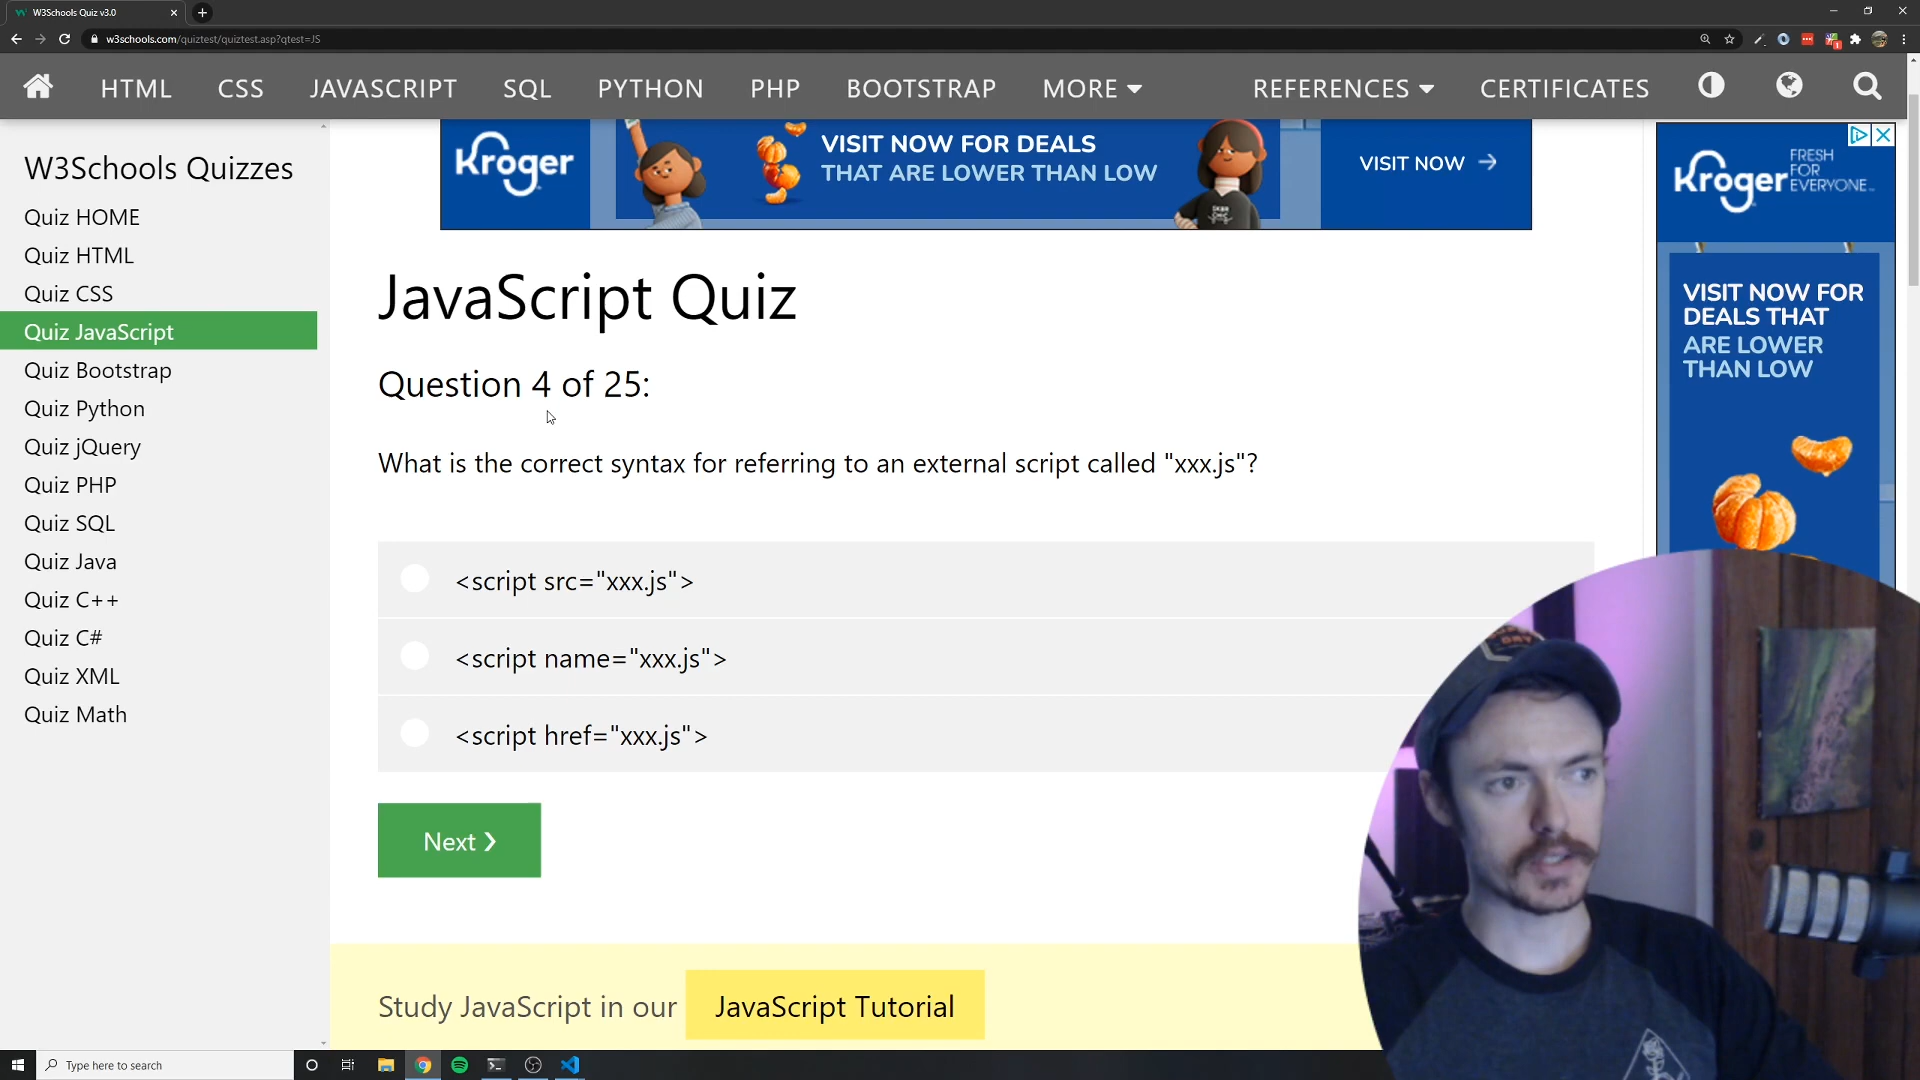 W3Schools Quiz v3.0
w3schools.com/quiztest/quiztest.asp?qtest=JS
HTML CSS JAVASCRIPT SQL PYTHON PHP BOOTSTRAP MORE REFERENCES CERTIFICATES
W3Schools Quizzes
Quiz HOME
Quiz HTML
Quiz CSS
Quiz JavaScript
Quiz Bootstrap
Quiz Python
Quiz jQuery
Quiz PHP
Quiz SQL
Quiz Java
Quiz C++
Quiz C#
Quiz XML
Quiz Math
Kroger
VISIT NOW FOR DEALS
THAT ARE LOWER THAN LOW
VISIT NOW
JavaScript Quiz
Question 4 of 25:
What is the correct syntax for referring to an external script called "xxx.js"?
<script src="xxx.js">
<script name="xxx.js">
<script href="xxx.js">
Next ❯
Study JavaScript in our JavaScript Tutorial
Kroger
FRESH
FOR
EVERYONE
VISIT NOW FOR
DEALS THAT
ARE LOWER
THAN LOW
Type here to search